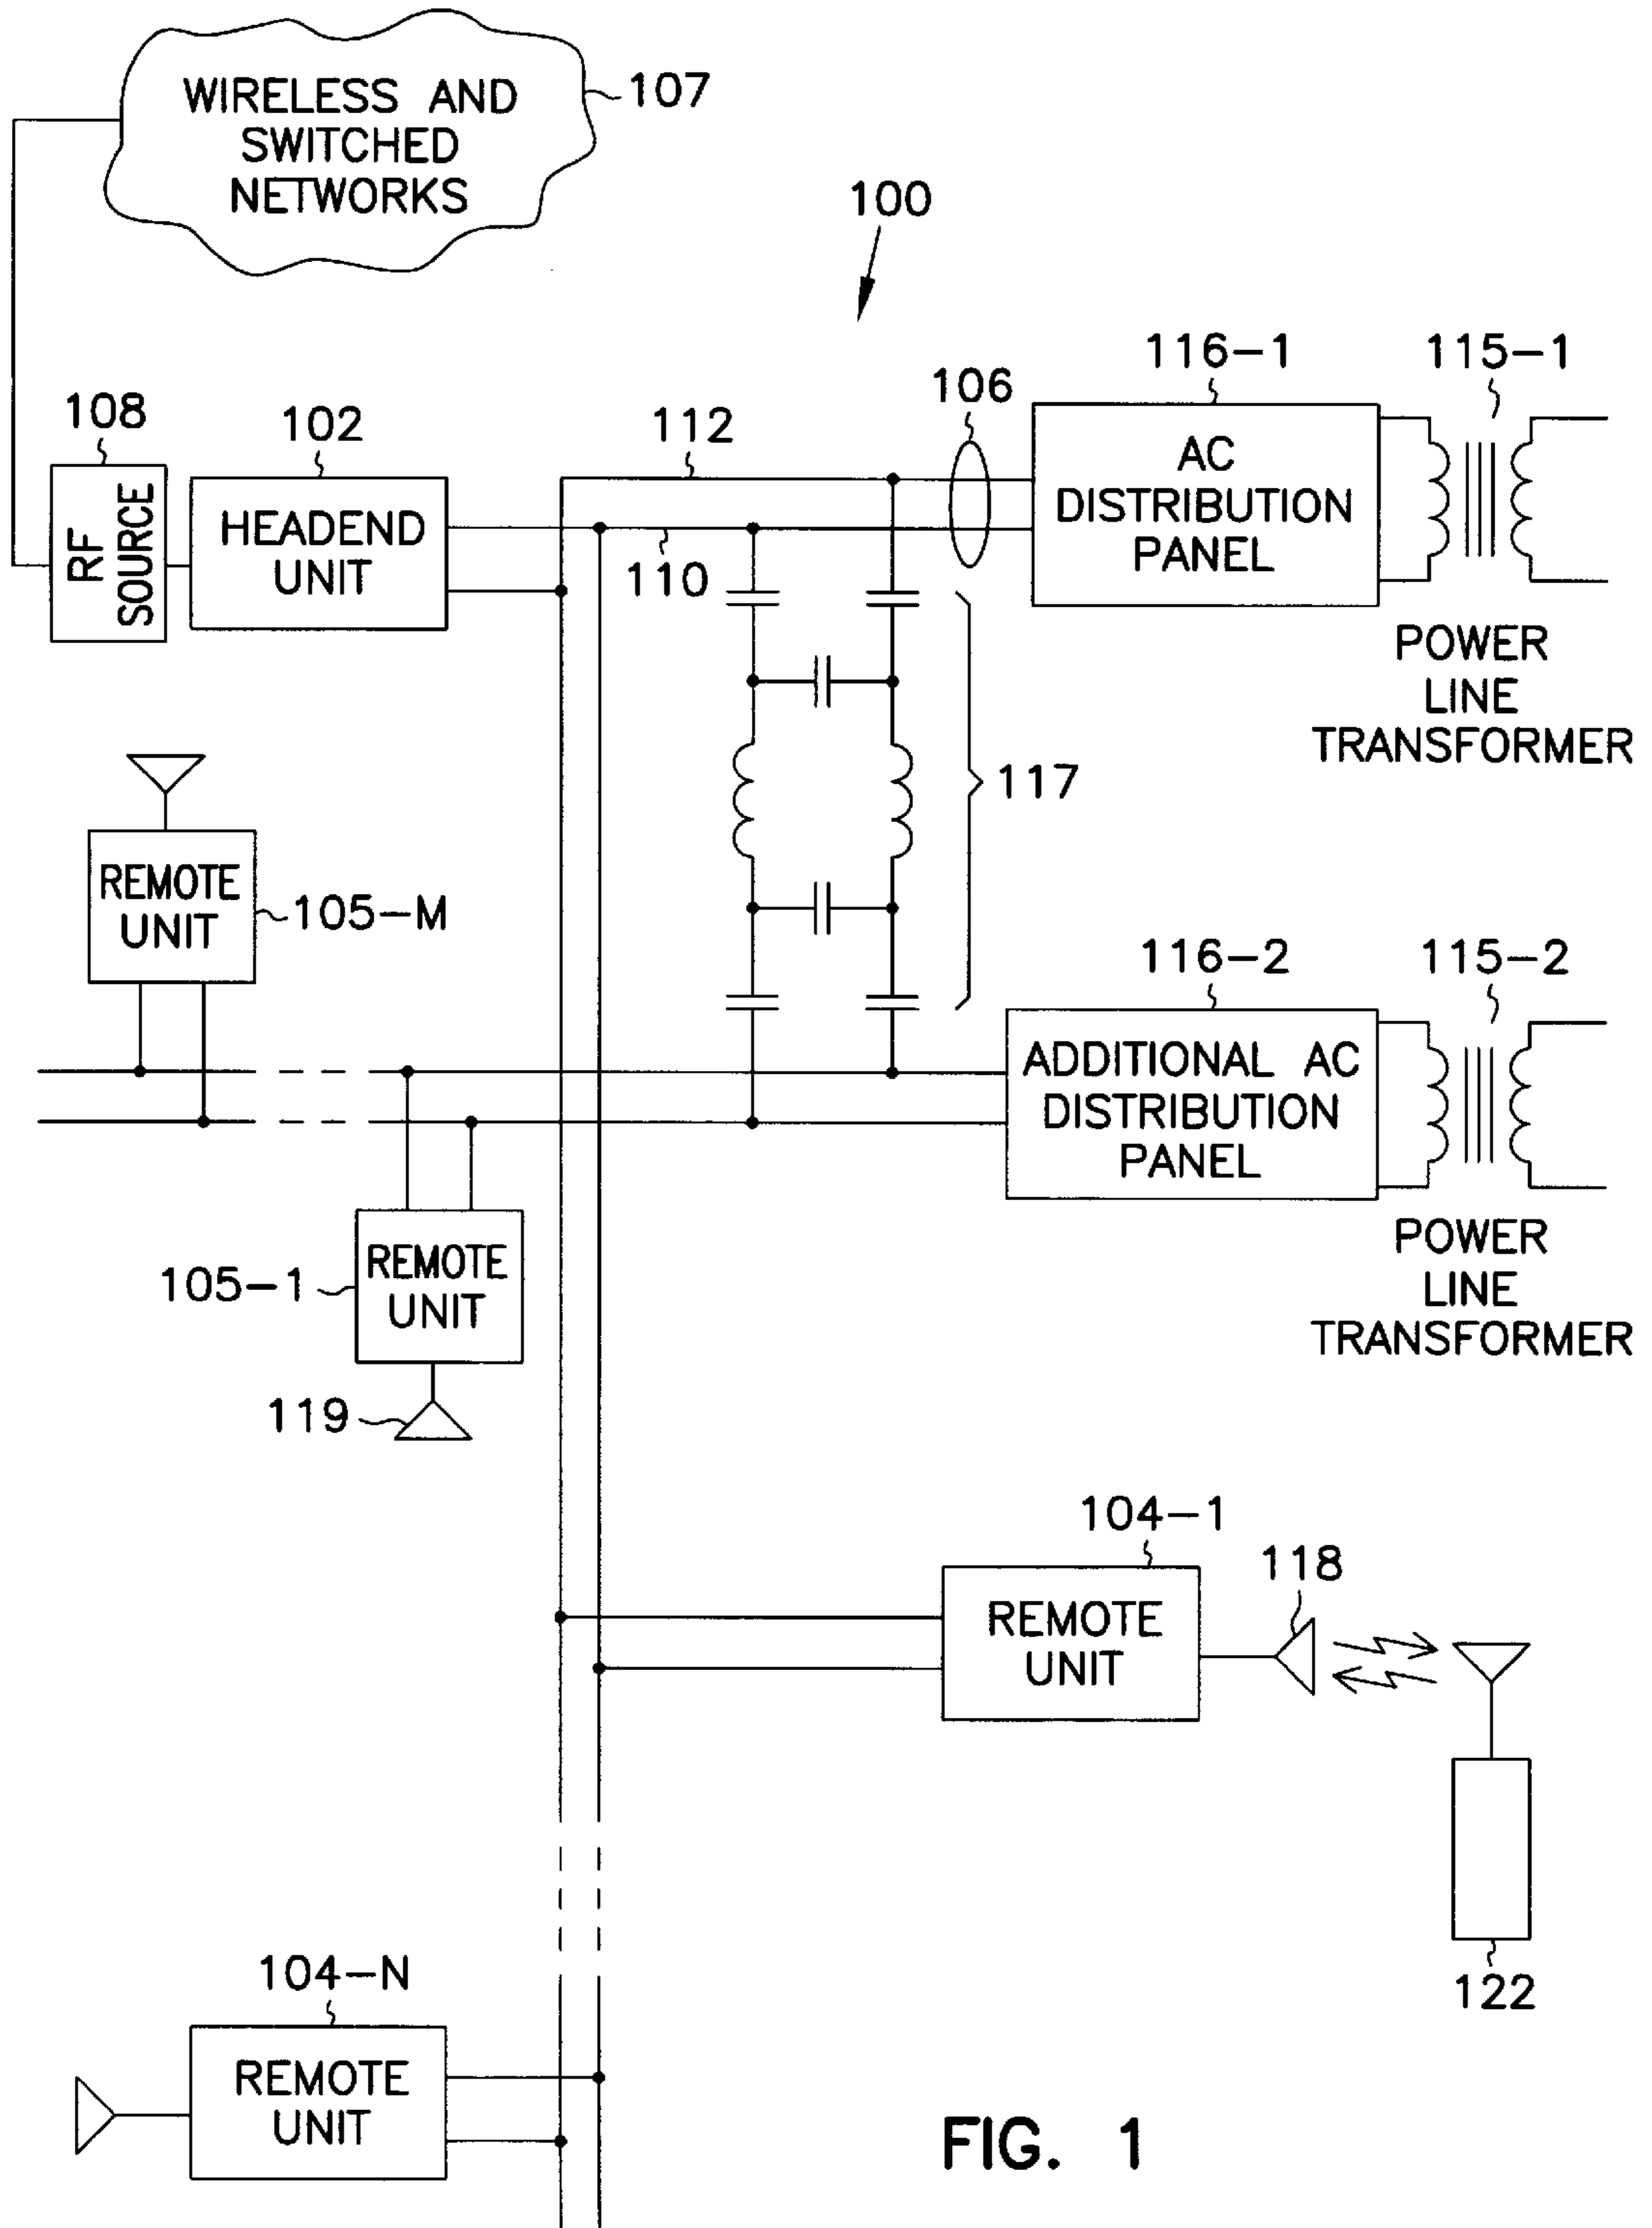 WIRELESS AND
SWITCHED
NETWORKS
107
100
108
RF
SOURCE
102
HEADEND
UNIT
112
110
106
116-1
AC
DISTRIBUTION
PANEL
115-1
POWER
LINE
TRANSFORMER
117
REMOTE
UNIT
105-M
116-2
ADDITIONAL AC
DISTRIBUTION
PANEL
115-2
POWER
LINE
TRANSFORMER
105-1
REMOTE
UNIT
119
104-1
REMOTE
UNIT
118
122
104-N
REMOTE
UNIT
FIG. 1